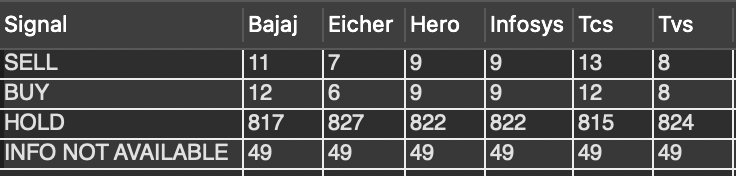 Signal Bajaj Eicher Hero Infosys Tcs Tvs
SELL 11 7 9 9 13 8
BUY 12 6 9 9 12 8
HOLD 817 827 822 822 815 824
INFO NOT AVAILABLE 49 49 49 49 49 49